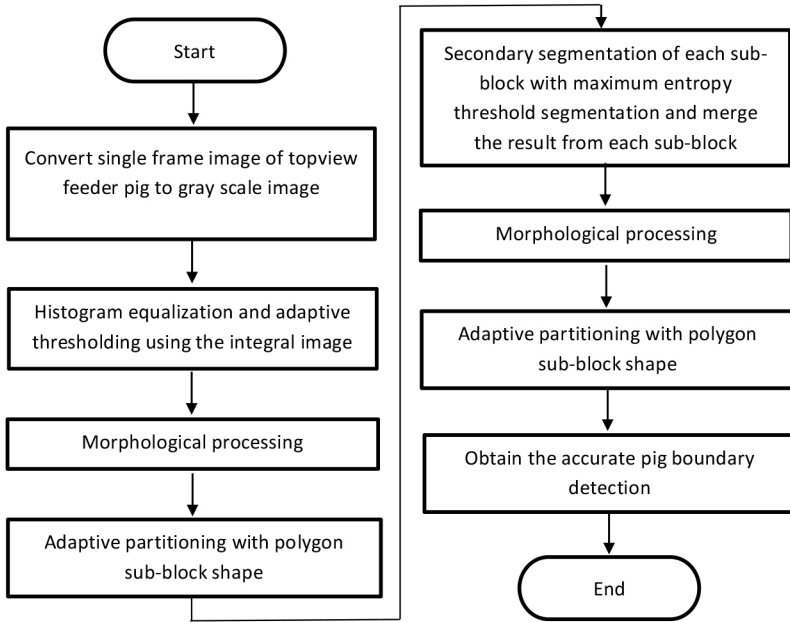 Start
Convert single frame image of topview
feeder pig to gray scale image
Histogram equalization and adaptive
thresholding using the integral image
Morphological processing
Adaptive partitioning with polygon
sub-block shape
Secondary segmentation of each sub-
block with maximum entropy
threshold segmentation and merge
the result from each sub-block
Morphological processing
Adaptive partitioning with polygon
sub-block shape
Obtain the accurate pig boundary
detection
End